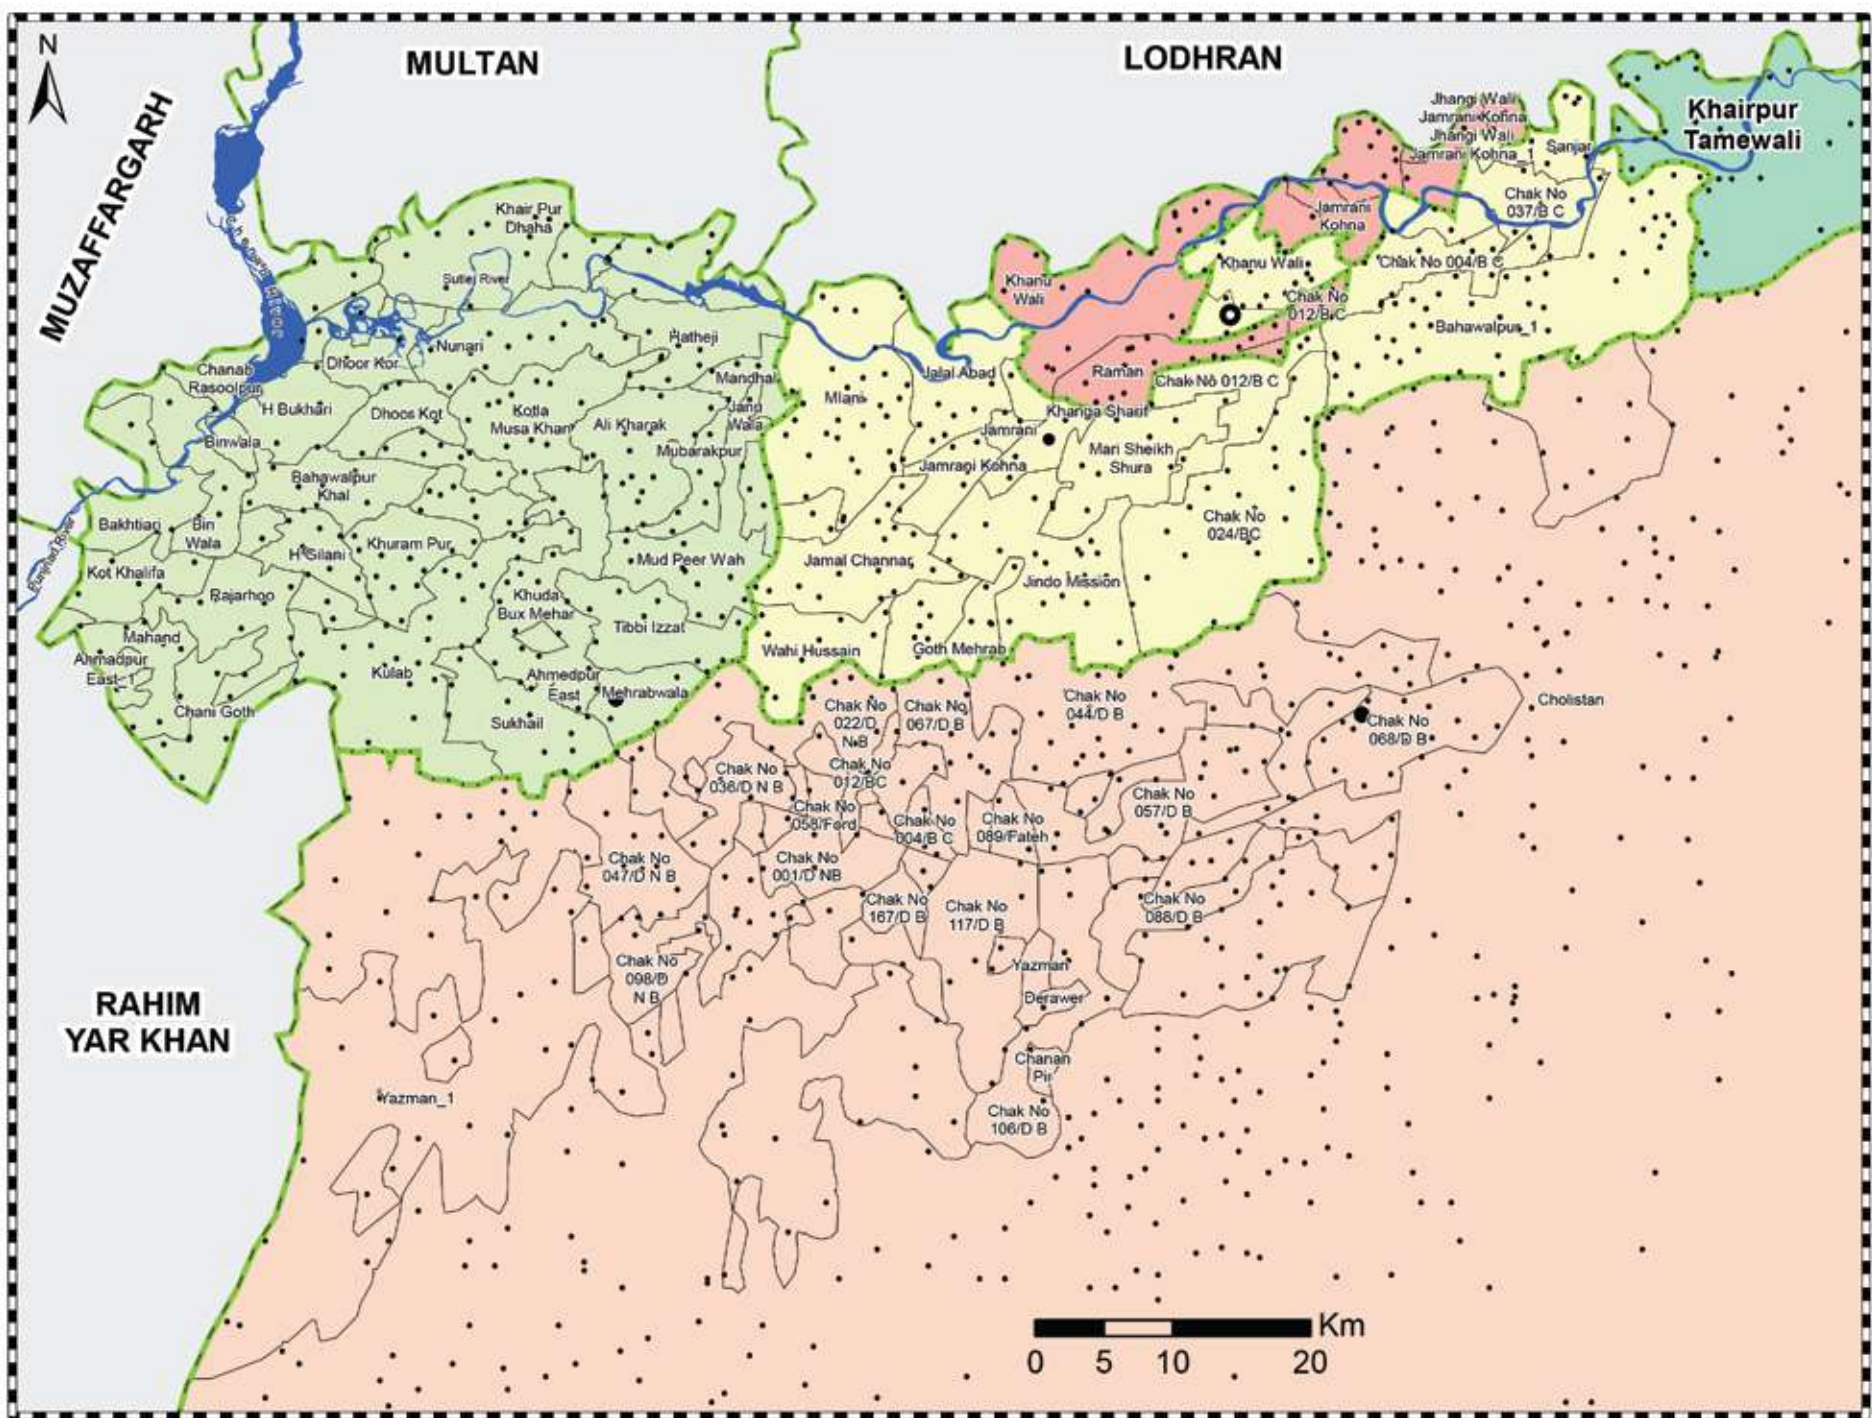 N
MULTAN
LODHRAN
MUZAFFARGARH
Khairpur
Tamewali
Jhangi Wali
Jamrani Kohna
Jhangi Wali
Jamrani Kohna_1
Sanjar
Chak No
037/B C
Jamrani
Kohna
Khair Pur
Dhaha
Sutlej River
Khanu Wali
Chak No 004/B C
Khanu
Wali
Chak No
012/B C
Bahawalpur_1
Hatheji
Nunari
Dhoor Kor
Chanab
Rasoolpur
Mandhal
Jalal Abad
Raman
Chak No 012/B C
H Bukhari
Dhoos Kot
Kotla
Musa Khan
Ali Kharak
Janu
Wala
Mlani
Khanga Sharif
Jamrani
Binwala
Mubarakpur
Mari Sheikh
Shura
Jamrani Kohna
Bahawalpur
Khal
Bakhtiari
Bin
Wala
Chak No
024/BC
Panjnad River
H Silani
Khuram Pur
Mud Peer Wah
Jamal Channar
Kot Khalifa
Jindo Mission
Rajarhoo
Khuda
Bux Mehar
Tibbi Izzat
Mahand
Wahi Hussain
Goth Mehrab
Ahmadpur
East_1
Kulab
Ahmedpur
East
Mehrabwala
Chani Goth
Sukhail
Chak No
022/D
N B
Chak No
067/D B
Chak No
044/D B
Cholistan
Chak No
068/D B
Chak No
036/D N B
Chak No
012/BC
Chak No
058/Ford
Chak No
004/B C
Chak No
089/Fateh
Chak No
057/D B
Chak No
047/D N B
Chak No
001/D NB
Chak No
167/D B
Chak No
117/D B
Chak No
088/D B
Chak No
098/D
N B
Yazman
Derawer
RAHIM
YAR KHAN
Chanan
Pir
Yazman_1
Chak No
106/D B
Km
0 5 10 20